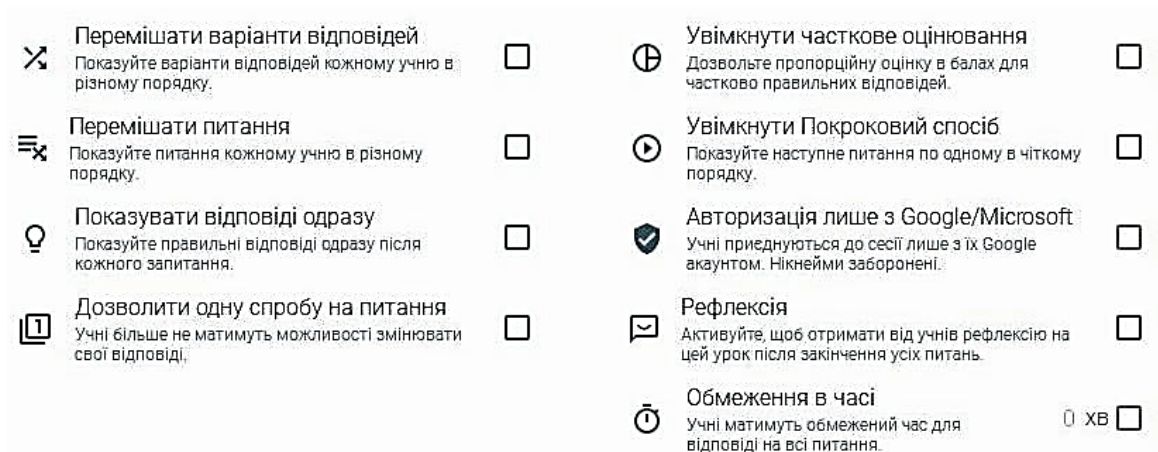 Перемішати варіанти відповідей
Показуйте варіанти відповідей кожному учню в
різному порядку.
Перемішати питання
Показуйте питання кожному учню в різному
порядку.
Показувати відповіді одразу
Показуйте правильні відповіді одразу після
кожного запитання.
Дозволити одну спробу на питання
Учні більше не матимуть можливості змінювати
свої відповіді.
Увімкнути часткове оцінювання
Дозвольте пропорційну оцінку в балах для
частково правильних відповідей.
Увімкнути Покроковий спосіб
Показуйте наступне питання по одному в чіткому
порядку.
Авторизація лише з Google/Microsoft
Учні приєднуються до сесії лише з їх Google
акаунтом. Нікнейми заборонені.
Рефлексія
Активуйте, щоб отримати від учнів рефлексію на
цей урок після закінчення усіх питань.
Обмеження в часі
Учні матимуть обмежений час для
відповіді на всі питання.
0 хв